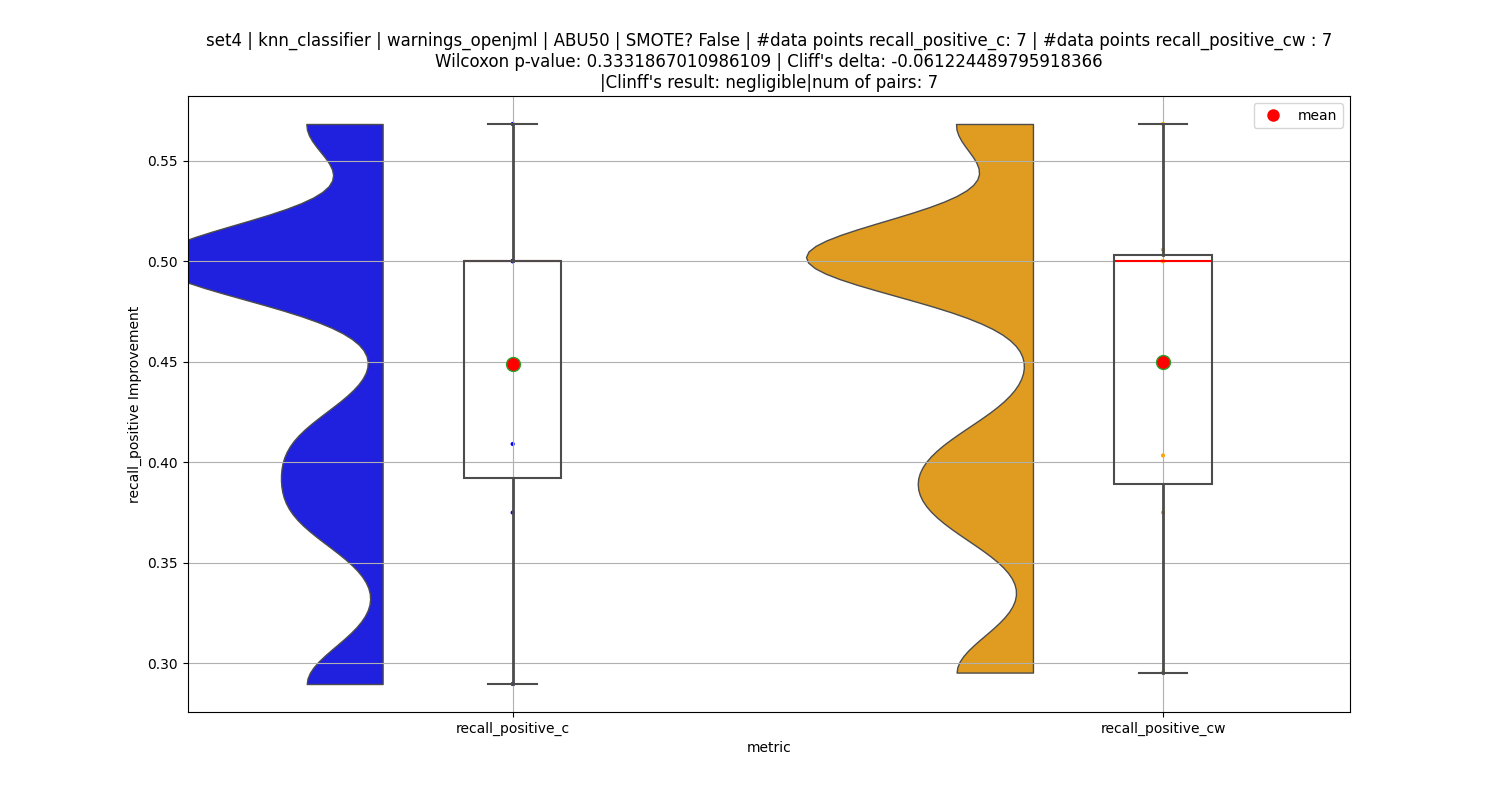 set4 | knn_classifier | warnings_openjml | ABU50 | SMOTE? False | #data points recall_positive_c: 7 | #data points recall_positive_cw : 7
Wilcoxon p-value: 0.3331867010986109 | Cliff's delta: -0.061224489795918366
|Clinff's result: negligible|num of pairs: 7
mean
0.55
0.50
0.45
0.40
0.35
0.30
recall_positive Improvement
recall_positive_c
recall_positive_cw
metric